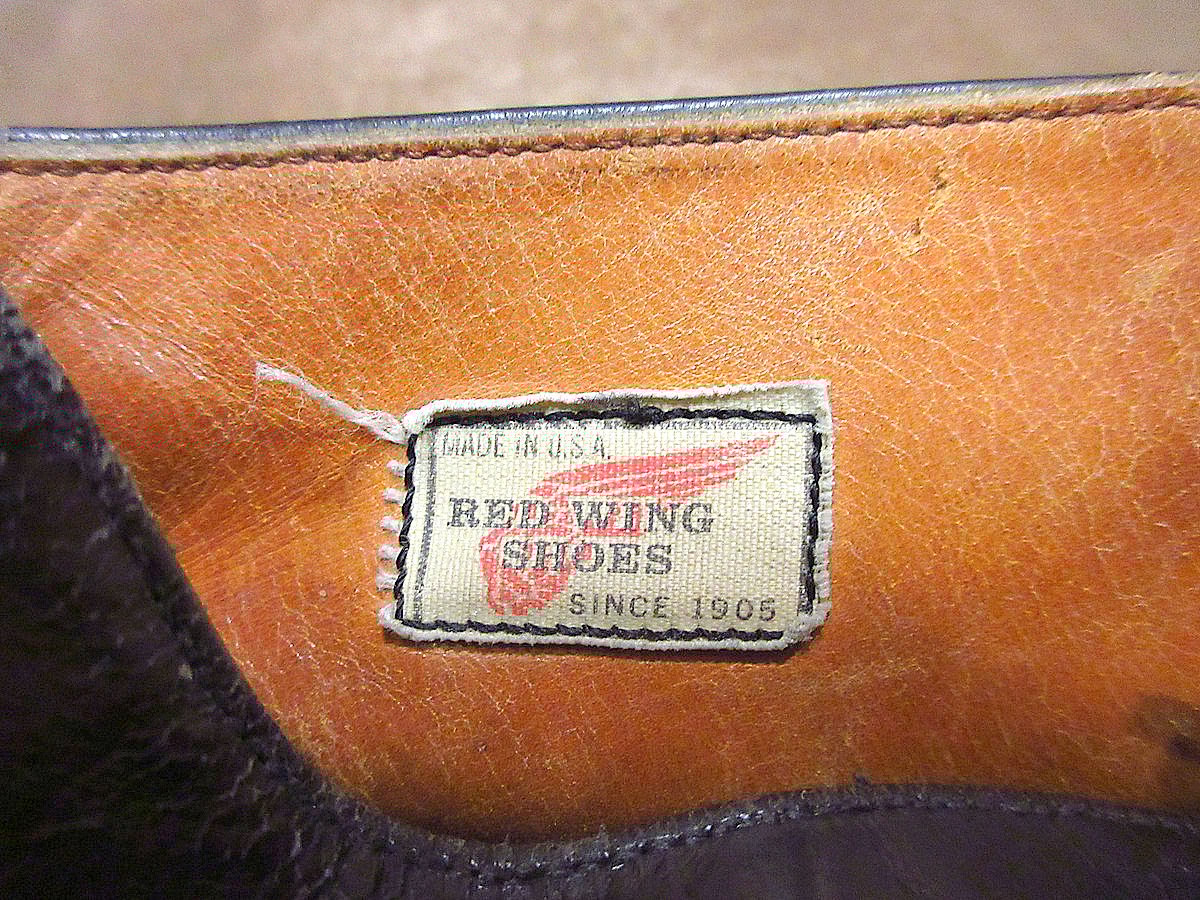 MADE IN U.S.A.
RED WING
SHOES
SINCE 1905